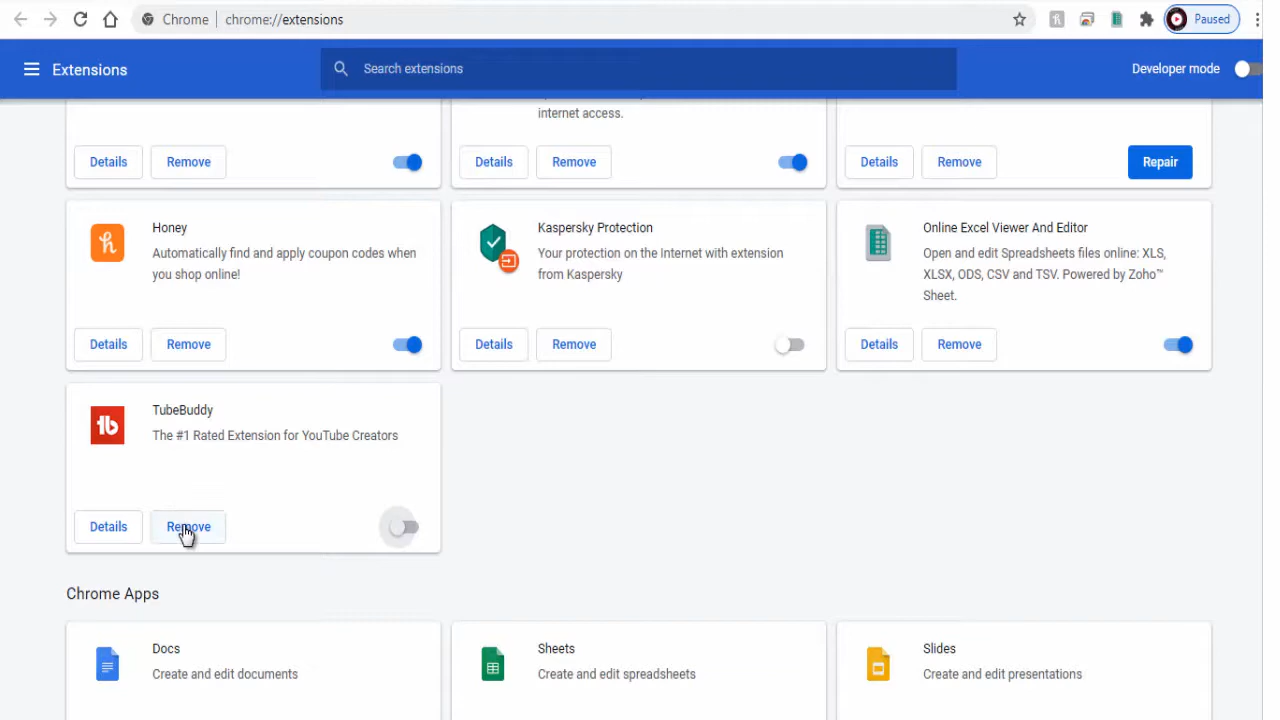 Chrome
chrome://extensions
Paused
Extensions
Search extensions
Developer mode
internet access.
Details
Remove
Details
Remove
Details
Remove
Repair
Honey
Automatically find and apply coupon codes when
you shop online!
Details
Remove
Kaspersky Protection
Your protection on the Internet with extension
from Kaspersky
Details
Remove
Online Excel Viewer And Editor
Open and edit Spreadsheets files online: XLS,
XLSX, ODS, CSV and TSV. Powered by Zoho™
Sheet.
Details
Remove
tb
TubeBuddy
The #1 Rated Extension for YouTube Creators
Details
Remove
Chrome Apps
Docs
Create and edit documents
Sheets
Create and edit spreadsheets
Slides
Create and edit presentations